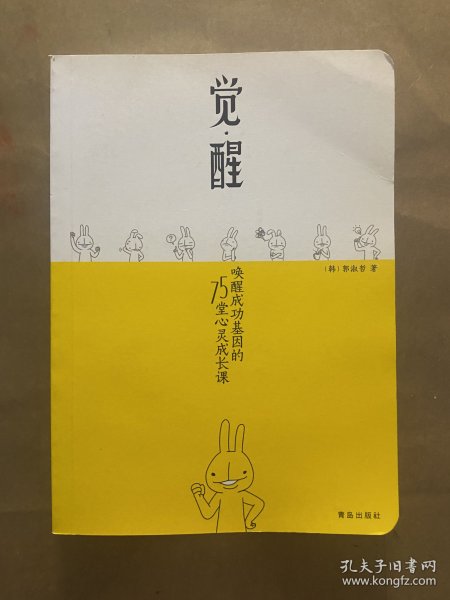 觉·醒
(韩)郭淑哲 著
唤醒成功基因的
75堂心灵成长课
青岛出版社
孔夫子旧书网
www.kongfz.com